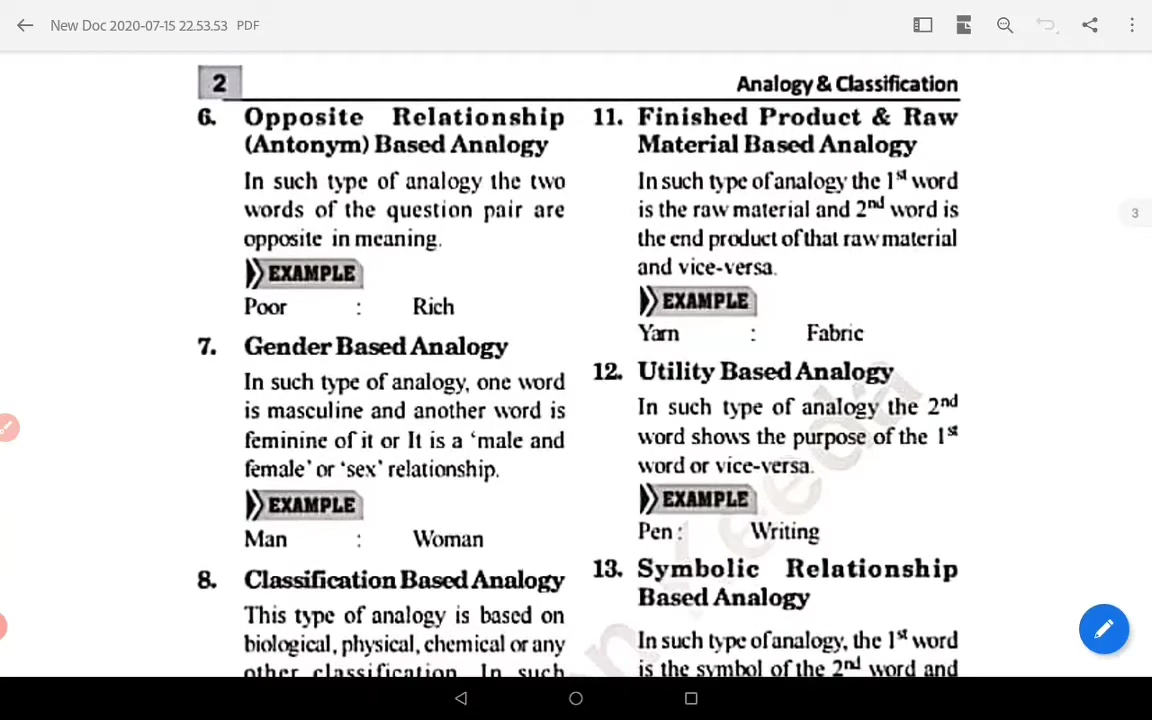 New Doc 2020-07-15 22.53.53 PDF
2
Analogy & Classification
6. Opposite Relationship
(Antonym) Based Analogy
In such type of analogy the two
words of the question pair are
opposite in meaning.
EXAMPLE
Poor : Rich
7. Gender Based Analogy
In such type of analogy, one word
is masculine and another word is
feminine of it or It is a ‘male and
female’ or ‘sex’ relationship.
EXAMPLE
Man : Woman
8. Classification Based Analogy
This type of analogy is based on
biological, physical, chemical or any
other classification. In such
11. Finished Product & Raw
Material Based Analogy
In such type of analogy the 1st word
is the raw material and 2nd word is
the end product of that raw material
and vice-versa.
EXAMPLE
Yarn : Fabric
12. Utility Based Analogy
In such type of analogy the 2nd
word shows the purpose of the 1st
word or vice-versa.
EXAMPLE
Pen : Writing
13. Symbolic Relationship
Based Analogy
In such type of analogy, the 1st word
is the symbol of the 2nd word and
3